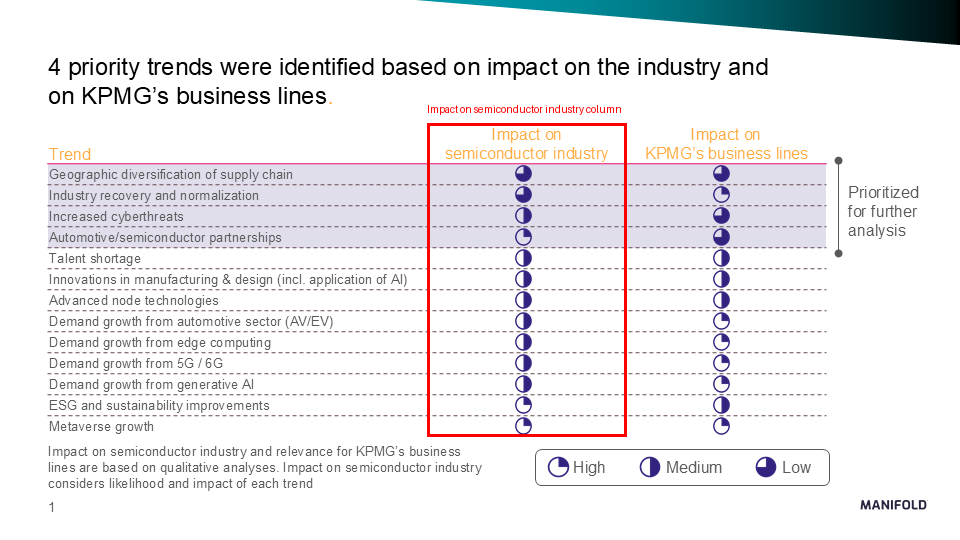 4 priority trends were identified based on impact on the industry and
on KPMG’s business lines.
Impact on semiconductor industry column
Trend
Impact on
semiconductor industry
Impact on
KPMG’s business lines
Geographic diversification of supply chain
Industry recovery and normalization
Increased cyberthreats
Automotive/semiconductor partnerships
Talent shortage
Innovations in manufacturing & design (incl. application of AI)
Advanced node technologies
Demand growth from automotive sector (AV/EV)
Demand growth from edge computing
Demand growth from 5G / 6G
Demand growth from generative AI
ESG and sustainability improvements
Metaverse growth
Prioritized
for further
analysis
Impact on semiconductor industry and relevance for KPMG’s business
lines are based on qualitative analyses. Impact on semiconductor industry
considers likelihood and impact of each trend
High
Medium
Low
1
MANIFOLD